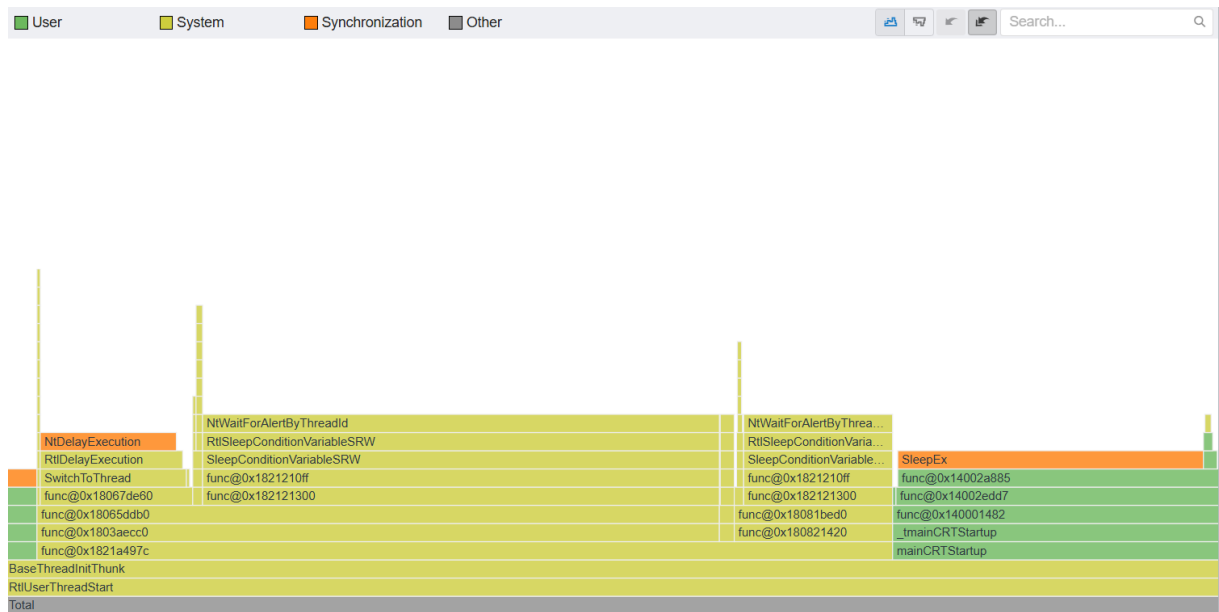 User System Synchronization Other Search...
NtWaitForAlertByThreadId NtWaitForAlertByThrea...
NtDelayExecution RtlSleepConditionVariableSRW RtlSleepConditionVaria...
RtlDelayExecution SleepConditionVariableSRW SleepConditionVariable... SleepEx
SwitchToThread func@0x1821210ff func@0x1821210ff func@0x14002a885
func@0x18067de60 func@0x182121300 func@0x182121300 func@0x14002edd7
func@0x18065ddb0 func@0x18081bed0 func@0x140001482
func@0x1803aecc0 func@0x180821420 _tmainCRTStartup
func@0x1821a497c mainCRTStartup
BaseThreadInitThunk
RtlUserThreadStart
Total